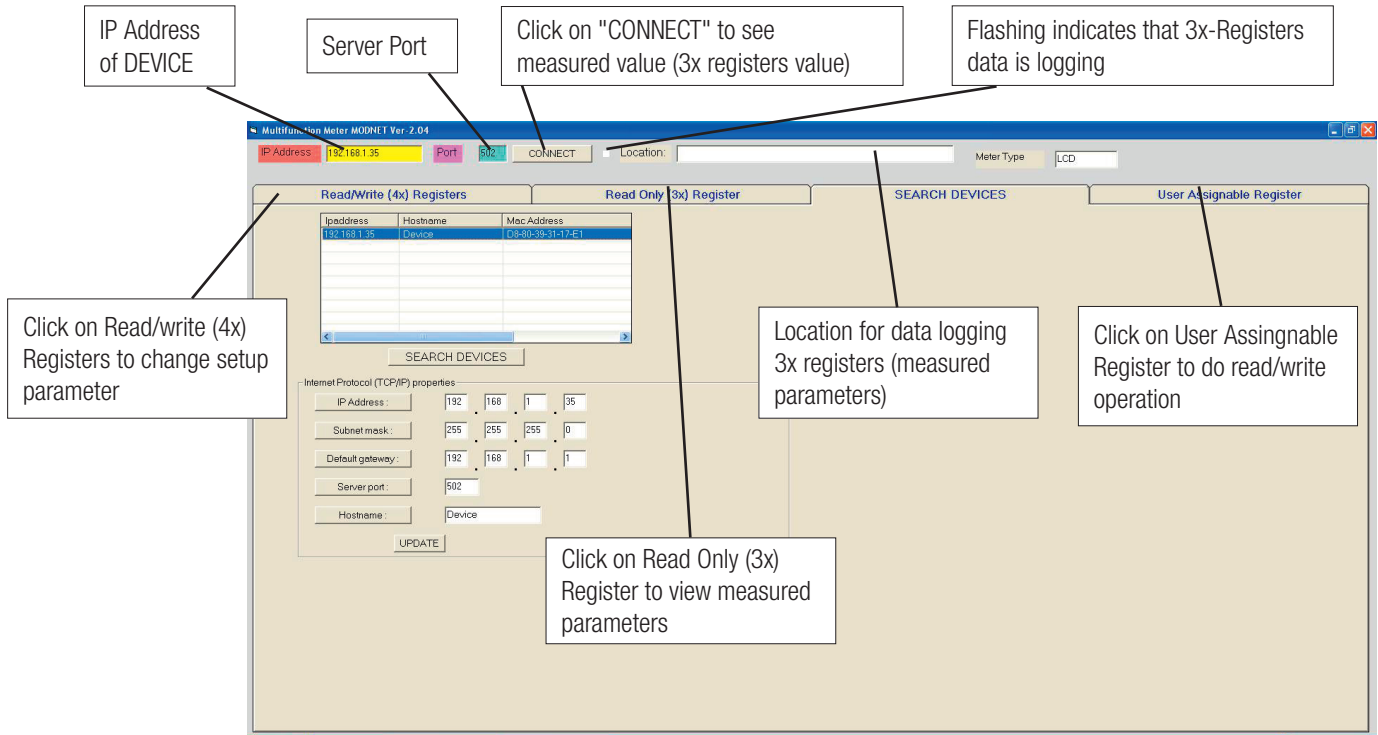 IP Address
of DEVICE
Server Port
Click on "CONNECT" to see
measured value (3x registers value)
Flashing indicates that 3x-Registers
data is logging
Multifunction Meter MODNET Ver-2.04
IP Address 192.168.1.35 Port 502 CONNECT Location: Meter Type LCD
Read/Write (4x) Registers Read Only (3x) Register SEARCH DEVICES User Assignable Register
Ipaddress Hostname Mac Address
192.168.1.35 Device D8-80-39-31-17-E1
SEARCH DEVICES
Internet Protocol (TCP/IP) properties
IP Address : 192 . 168 . 1 . 35
Subnet mask : 255 . 255 . 255 . 0
Default gateway : 192 . 168 . 1 . 1
Server port : 502
Hostname : Device
UPDATE
Click on Read/write (4x)
Registers to change setup
parameter
Click on Read Only (3x)
Register to view measured
parameters
Location for data logging
3x registers (measured
parameters)
Click on User Assingnable
Register to do read/write
operation